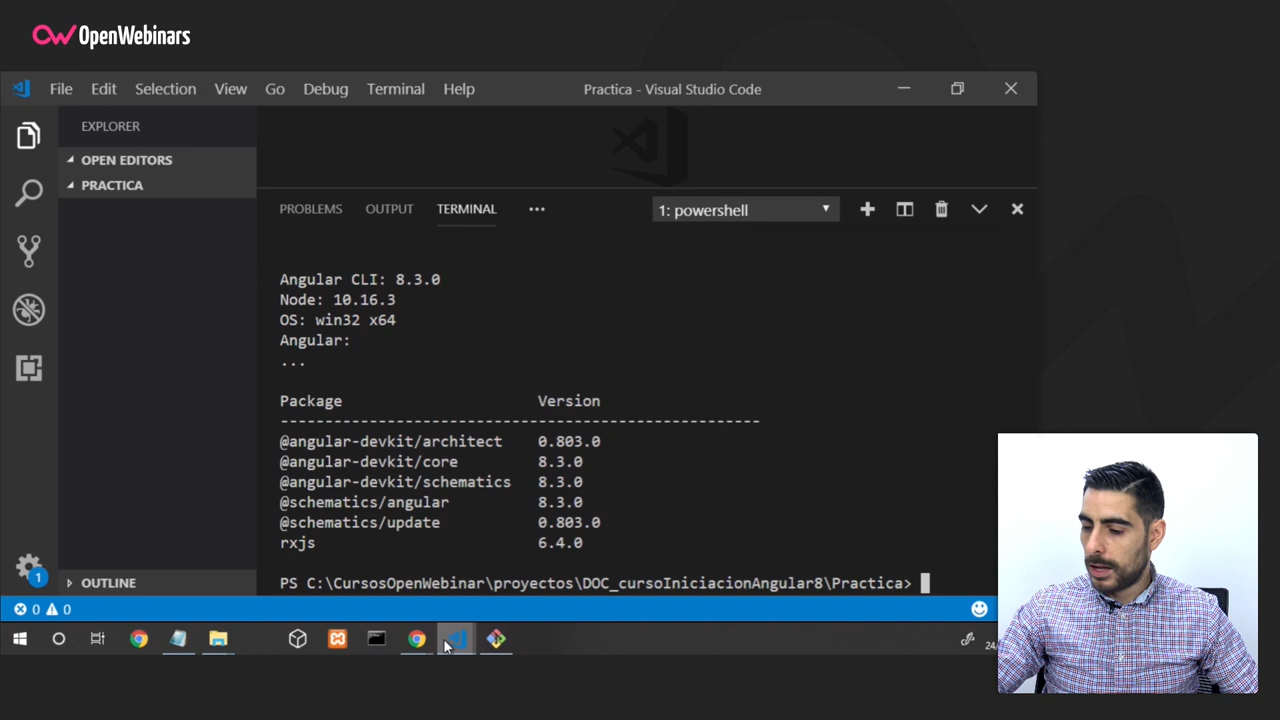 OpenWebinars
File Edit Selection View Go Debug Terminal Help Practica - Visual Studio Code
EXPLORER
OPEN EDITORS
PRACTICA
PROBLEMS OUTPUT TERMINAL ... 1: powershell
Angular CLI: 8.3.0
Node: 10.16.3
OS: win32 x64
Angular:
...
Package Version
------------------------------------------------------
@angular-devkit/architect 0.803.0
@angular-devkit/core 8.3.0
@angular-devkit/schematics 8.3.0
@schematics/angular 8.3.0
@schematics/update 0.803.0
rxjs 6.4.0
1
OUTLINE
PS C:\CursosOpenWebinar\proyectos\DOC_cursoIniciacionAngular8\Practica>
0 0